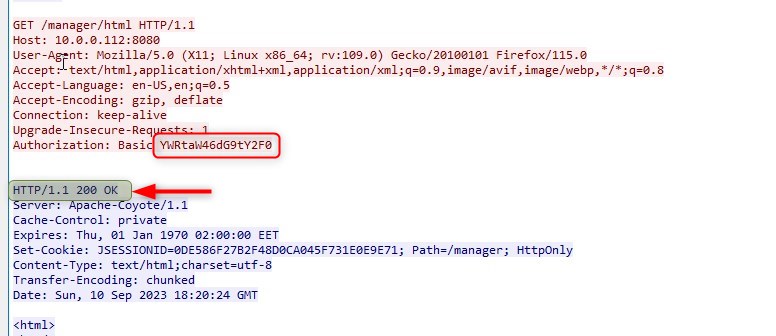 GET /manager/html HTTP/1.1
Host: 10.0.0.112:8080
User-Agent: Mozilla/5.0 (X11; Linux x86_64; rv:109.0) Gecko/20100101 Firefox/115.0
Accept: text/html,application/xhtml+xml,application/xml;q=0.9,image/avif,image/webp,*/*;q=0.8
Accept-Language: en-US,en;q=0.5
Accept-Encoding: gzip, deflate
Connection: keep-alive
Upgrade-Insecure-Requests: 1
Authorization: Basic YWRtaW46dG9tY2F0
HTTP/1.1 200 OK
Server: Apache-Coyote/1.1
Cache-Control: private
Expires: Thu, 01 Jan 1970 02:00:00 EET
Set-Cookie: JSESSIONID=0DE586F27B2F48D0CA045F731E0E9E71; Path=/manager; HttpOnly
Content-Type: text/html;charset=utf-8
Transfer-Encoding: chunked
Date: Sun, 10 Sep 2023 18:20:24 GMT
<html>